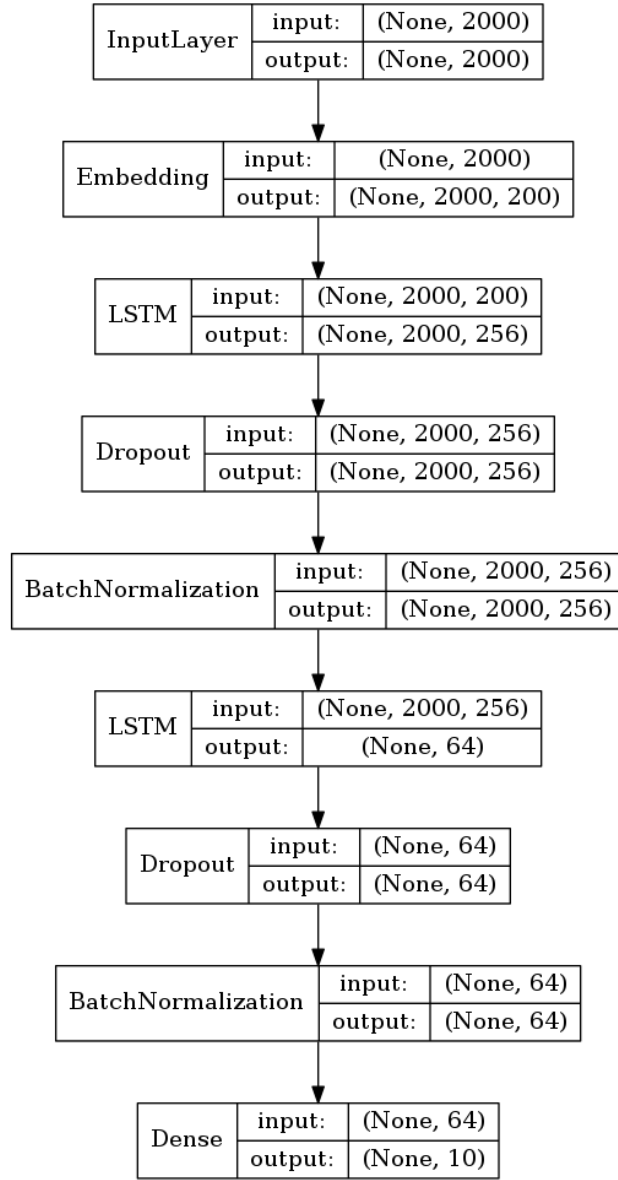 InputLayer
input: (None, 2000)
output: (None, 2000)
Embedding
input: (None, 2000)
output: (None, 2000, 200)
LSTM
input: (None, 2000, 200)
output: (None, 2000, 256)
Dropout
input: (None, 2000, 256)
output: (None, 2000, 256)
BatchNormalization
input: (None, 2000, 256)
output: (None, 2000, 256)
LSTM
input: (None, 2000, 256)
output: (None, 64)
Dropout
input: (None, 64)
output: (None, 64)
BatchNormalization
input: (None, 64)
output: (None, 64)
Dense
input: (None, 64)
output: (None, 10)